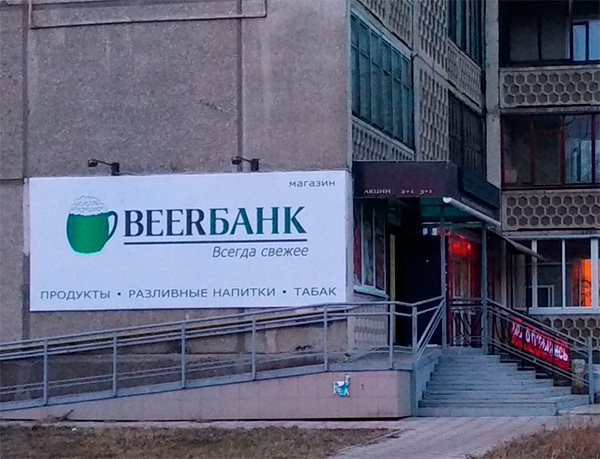 магазин
BEERБАНК
Всегда свежее
ПРОДУКТЫ • РАЗЛИВНЫЕ НАПИТКИ • ТАБАК
АКЦИИ 2+1 3+1